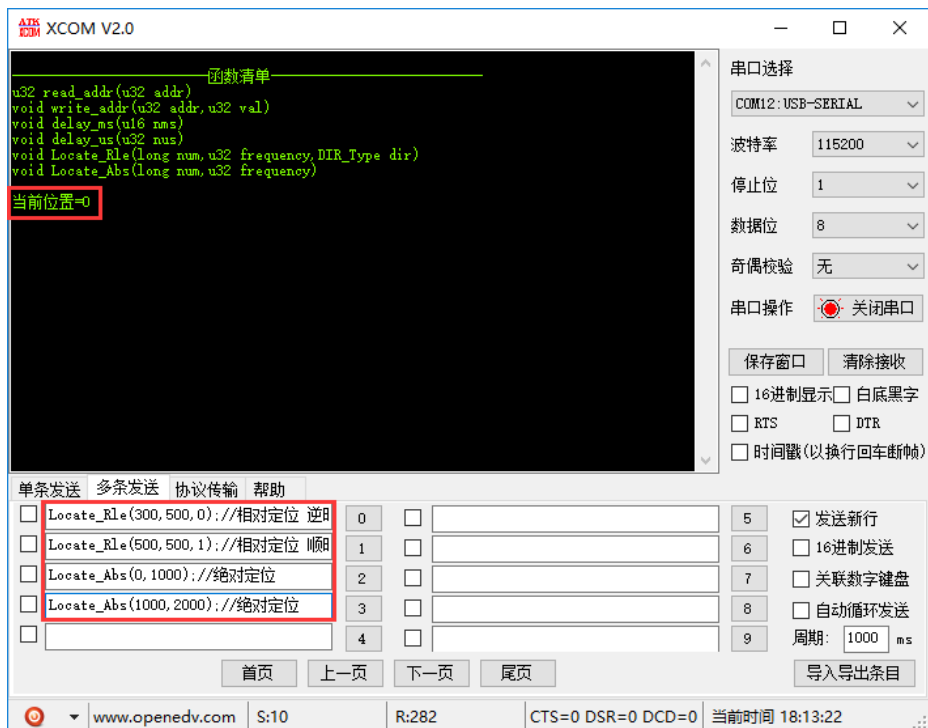 XCOM V2.0
函数清单
u32 read_addr(u32 addr)
void write_addr(u32 addr,u32 val)
void delay_ms(u16 nms)
void delay_us(u32 nus)
void Locate_Rle(long num,u32 frequency,DIR_Type dir)
void Locate_Abs(long num,u32 frequency)
当前位置=0
串口选择
COM12:USB-SERIAL
波特率 115200
停止位 1
数据位 8
奇偶校验 无
串口操作 关闭串口
保存窗口 清除接收
16进制显示 白底黑字
RTS DTR
时间戳(以换行回车断帧)
单条发送 多条发送 协议传输 帮助
Locate_Rle(300,500,0);//相对定位 逆 0 5 发送新行
Locate_Rle(500,500,1);//相对定位 顺 1 6 16进制发送
Locate_Abs(0,1000);//绝对定位 2 7 关联数字键盘
Locate_Abs(1000,2000);//绝对定位 3 8 自动循环发送
4 9 周期: 1000 ms
首页 上一页 下一页 尾页 导入导出条目
www.openedv.com S:10 R:282 CTS=0 DSR=0 DCD=0 当前时间 18:13:22